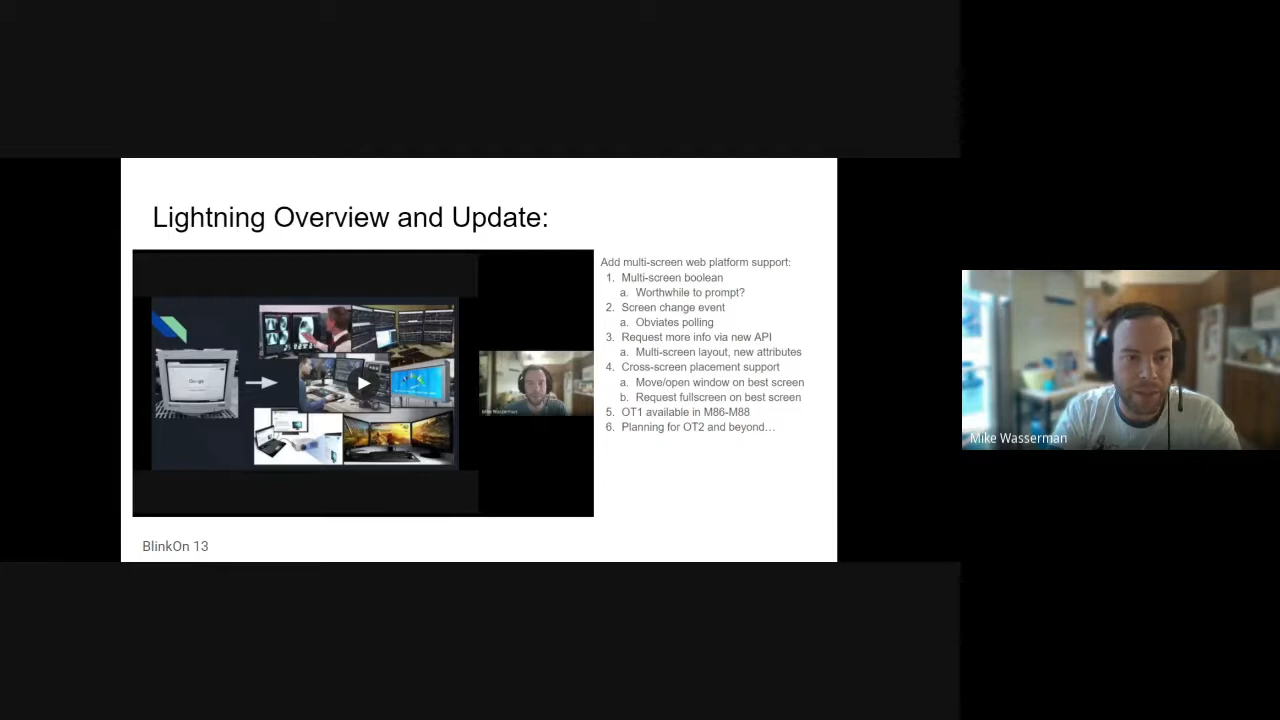 Lightning Overview and Update:
Add multi-screen web platform support:
1. Multi-screen boolean
a. Worthwhile to prompt?
2. Screen change event
a. Obviates polling
3. Request more info via new API
a. Multi-screen layout, new attributes
4. Cross-screen placement support
a. Move/open window on best screen
b. Request fullscreen on best screen
5. OT1 available in M86-M88
6. Planning for OT2 and beyond…
Google
Mike Wasserman
Mike Wasserman
BlinkOn 13